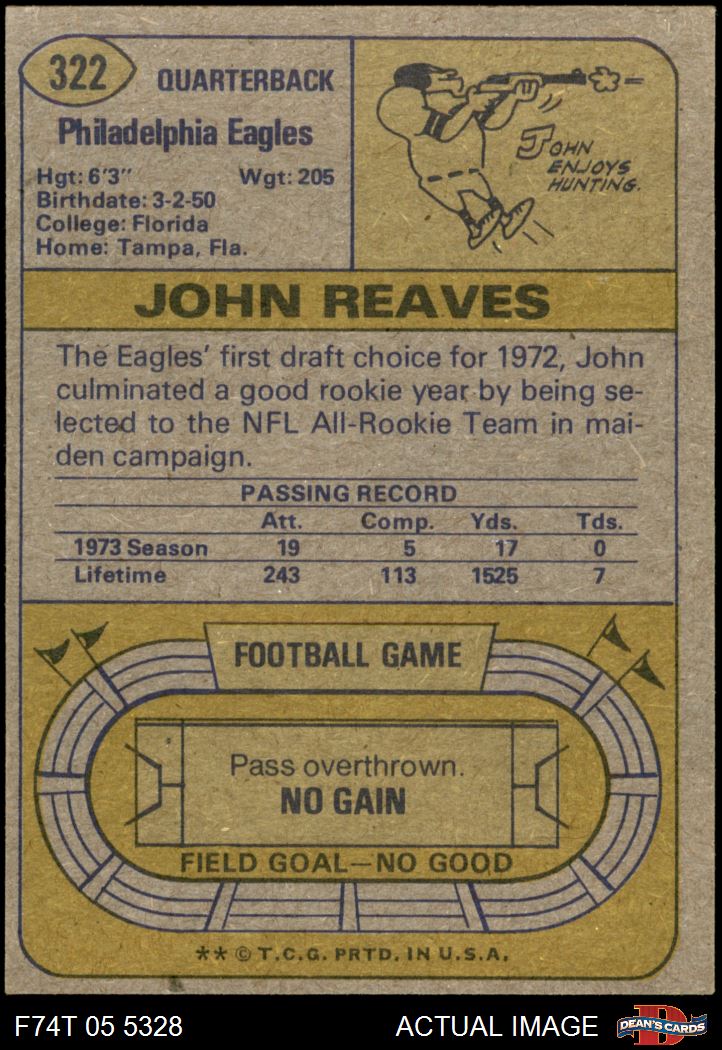 322
QUARTERBACK
Philadelphia Eagles
Hgt: 6'3" Wgt: 205
Birthdate: 3-2-50
College: Florida
Home: Tampa, Fla.
JOHN
ENJOYS
HUNTING.
JOHN REAVES
The Eagles' first draft choice for 1972, John
culminated a good rookie year by being se-
lected to the NFL All-Rookie Team in mai-
den campaign.
PASSING RECORD
Att. Comp. Yds. Tds.
1973 Season 19 5 17 0
Lifetime 243 113 1525 7
FOOTBALL GAME
Pass overthrown.
NO GAIN
FIELD GOAL—NO GOOD
** © T.C.G. PRTD. IN U.S.A.
F74T 05 5328 ACTUAL IMAGE
D
DEAN'S CARDS